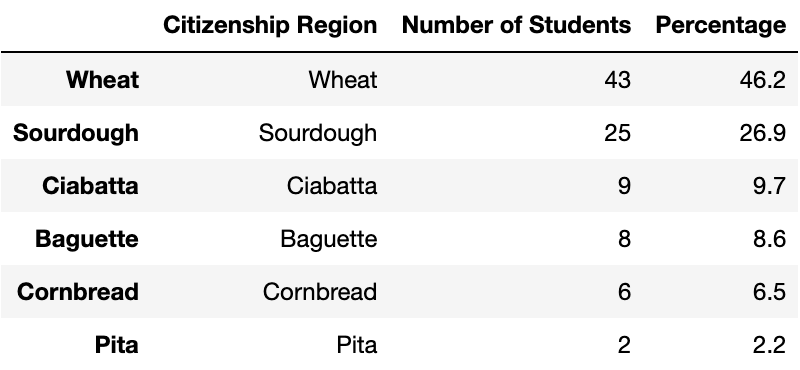 Citizenship Region Number of Students Percentage
Wheat Wheat 43 46.2
Sourdough Sourdough 25 26.9
Ciabatta Ciabatta 9 9.7
Baguette Baguette 8 8.6
Cornbread Cornbread 6 6.5
Pita Pita 2 2.2